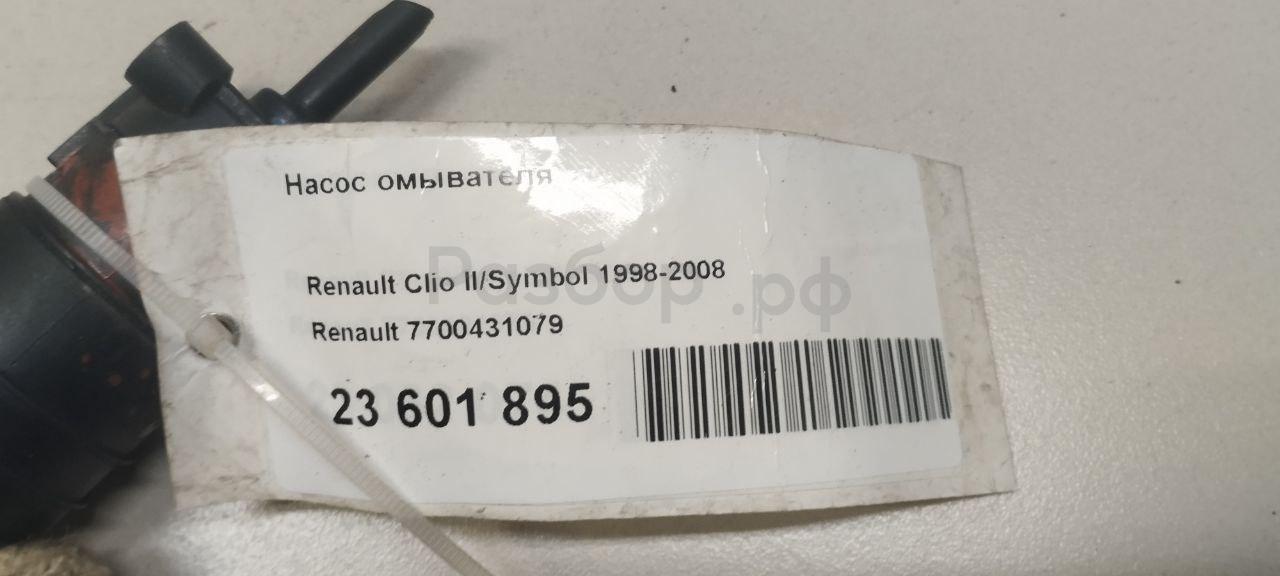 Насос омывателя
Renault Clio II/Symbol 1998-2008
Renault 7700431079
23 601 895
Разбор.рф